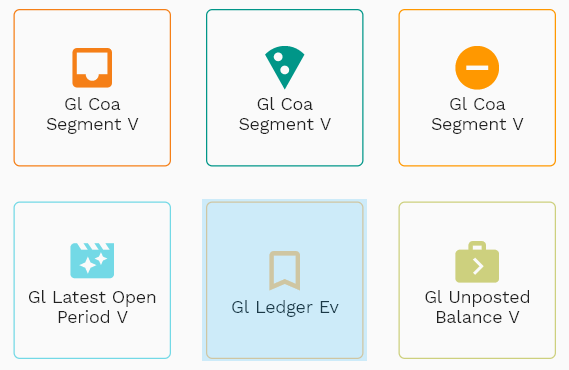 Gl Coa
Segment V
Gl Coa
Segment V
Gl Coa
Segment V
Gl Latest Open
Period V
Gl Ledger Ev
Gl Unposted
Balance V